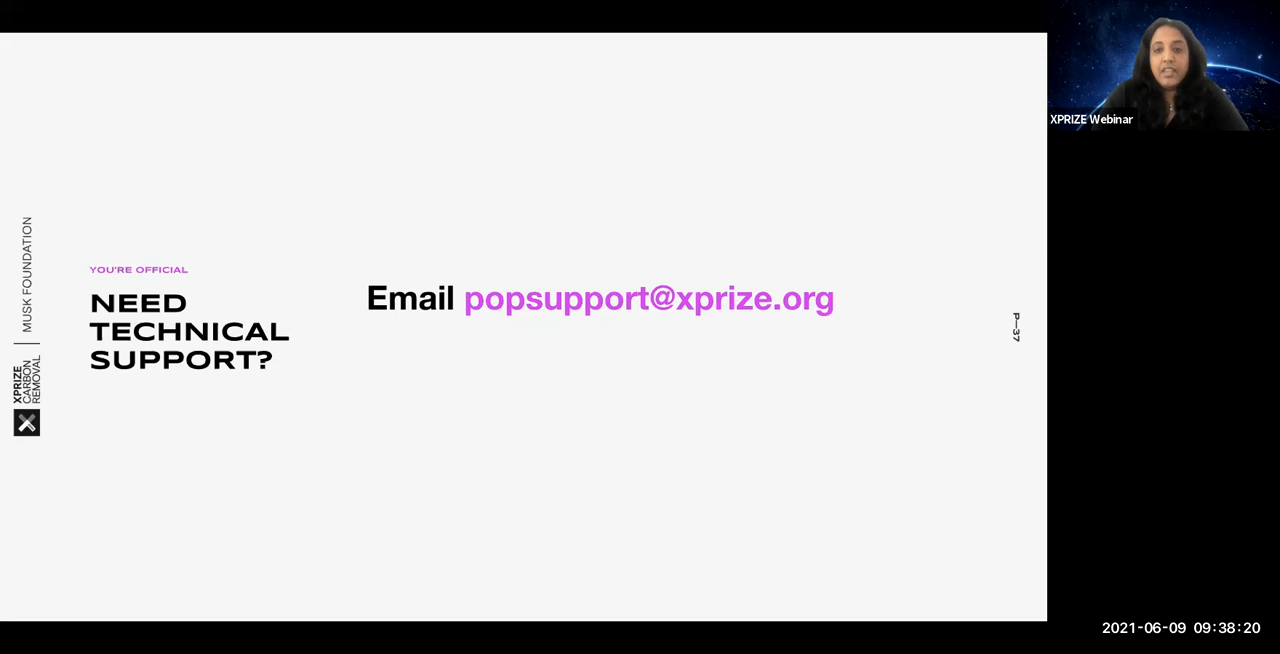 MUSK FOUNDATION
XPRIZE
CARBON
REMOVAL
YOU'RE OFFICIAL
NEED
TECHNICAL
SUPPORT?
Email popsupport@xprize.org
P—37
XPRIZE Webinar
2021-06-09 09:38:20